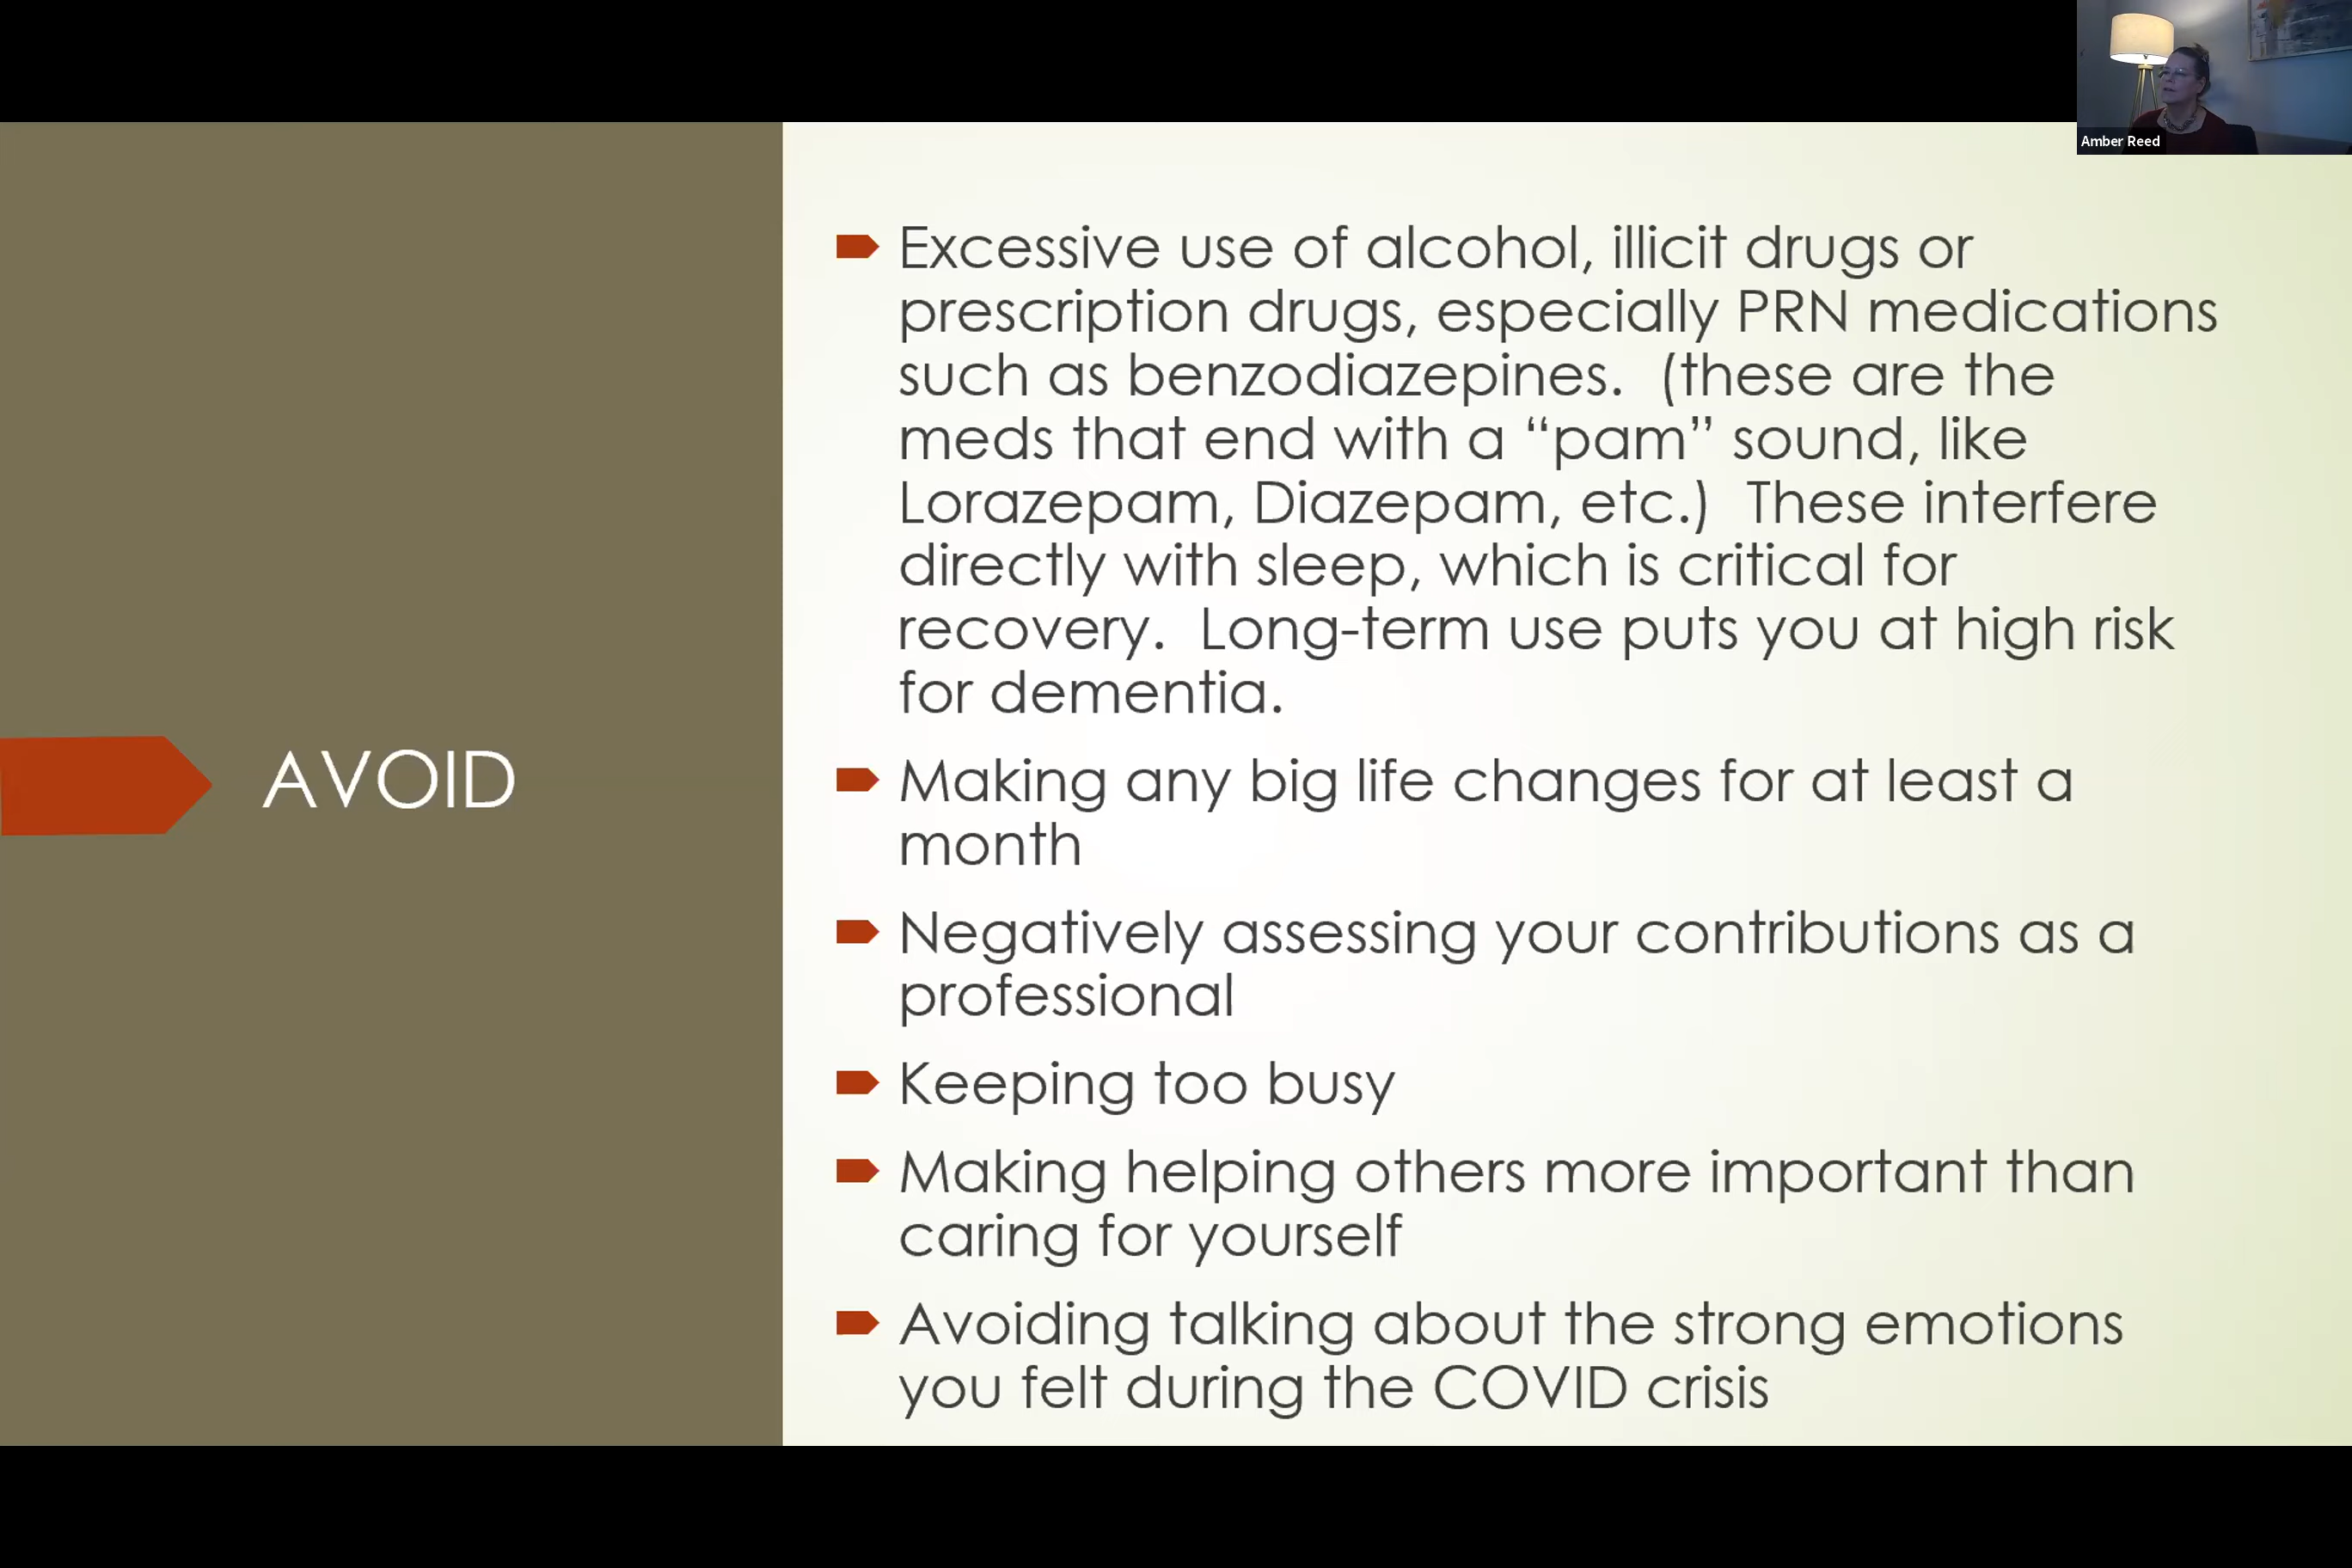 Amber Reed
AVOID
Excessive use of alcohol, illicit drugs or
prescription drugs, especially PRN medications
such as benzodiazepines.  (these are the
meds that end with a “pam” sound, like
Lorazepam, Diazepam, etc.)  These interfere
directly with sleep, which is critical for
recovery.  Long-term use puts you at high risk
for dementia.
Making any big life changes for at least a
month
Negatively assessing your contributions as a
professional
Keeping too busy
Making helping others more important than
caring for yourself
Avoiding talking about the strong emotions
you felt during the COVID crisis